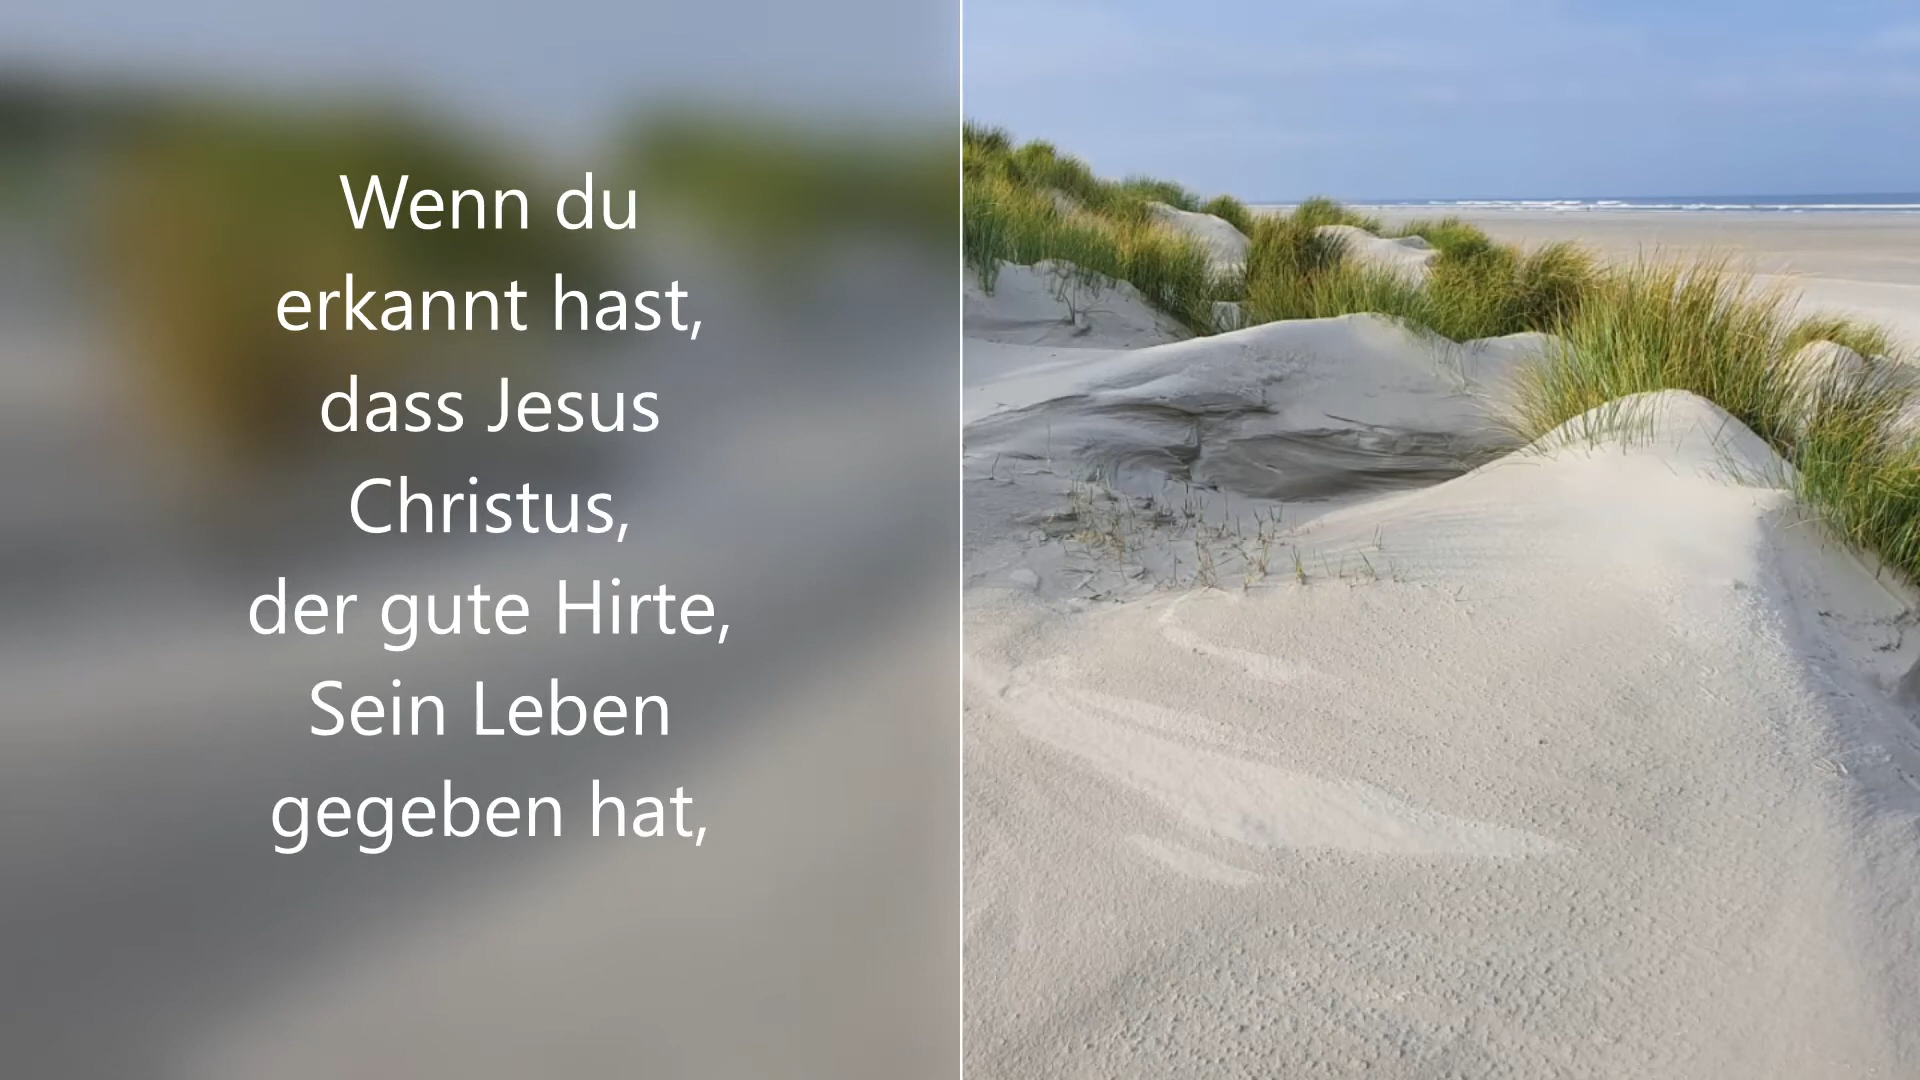 Wenn du
erkannt hast,
dass Jesus
Christus,
der gute Hirte,
Sein Leben
gegeben hat,